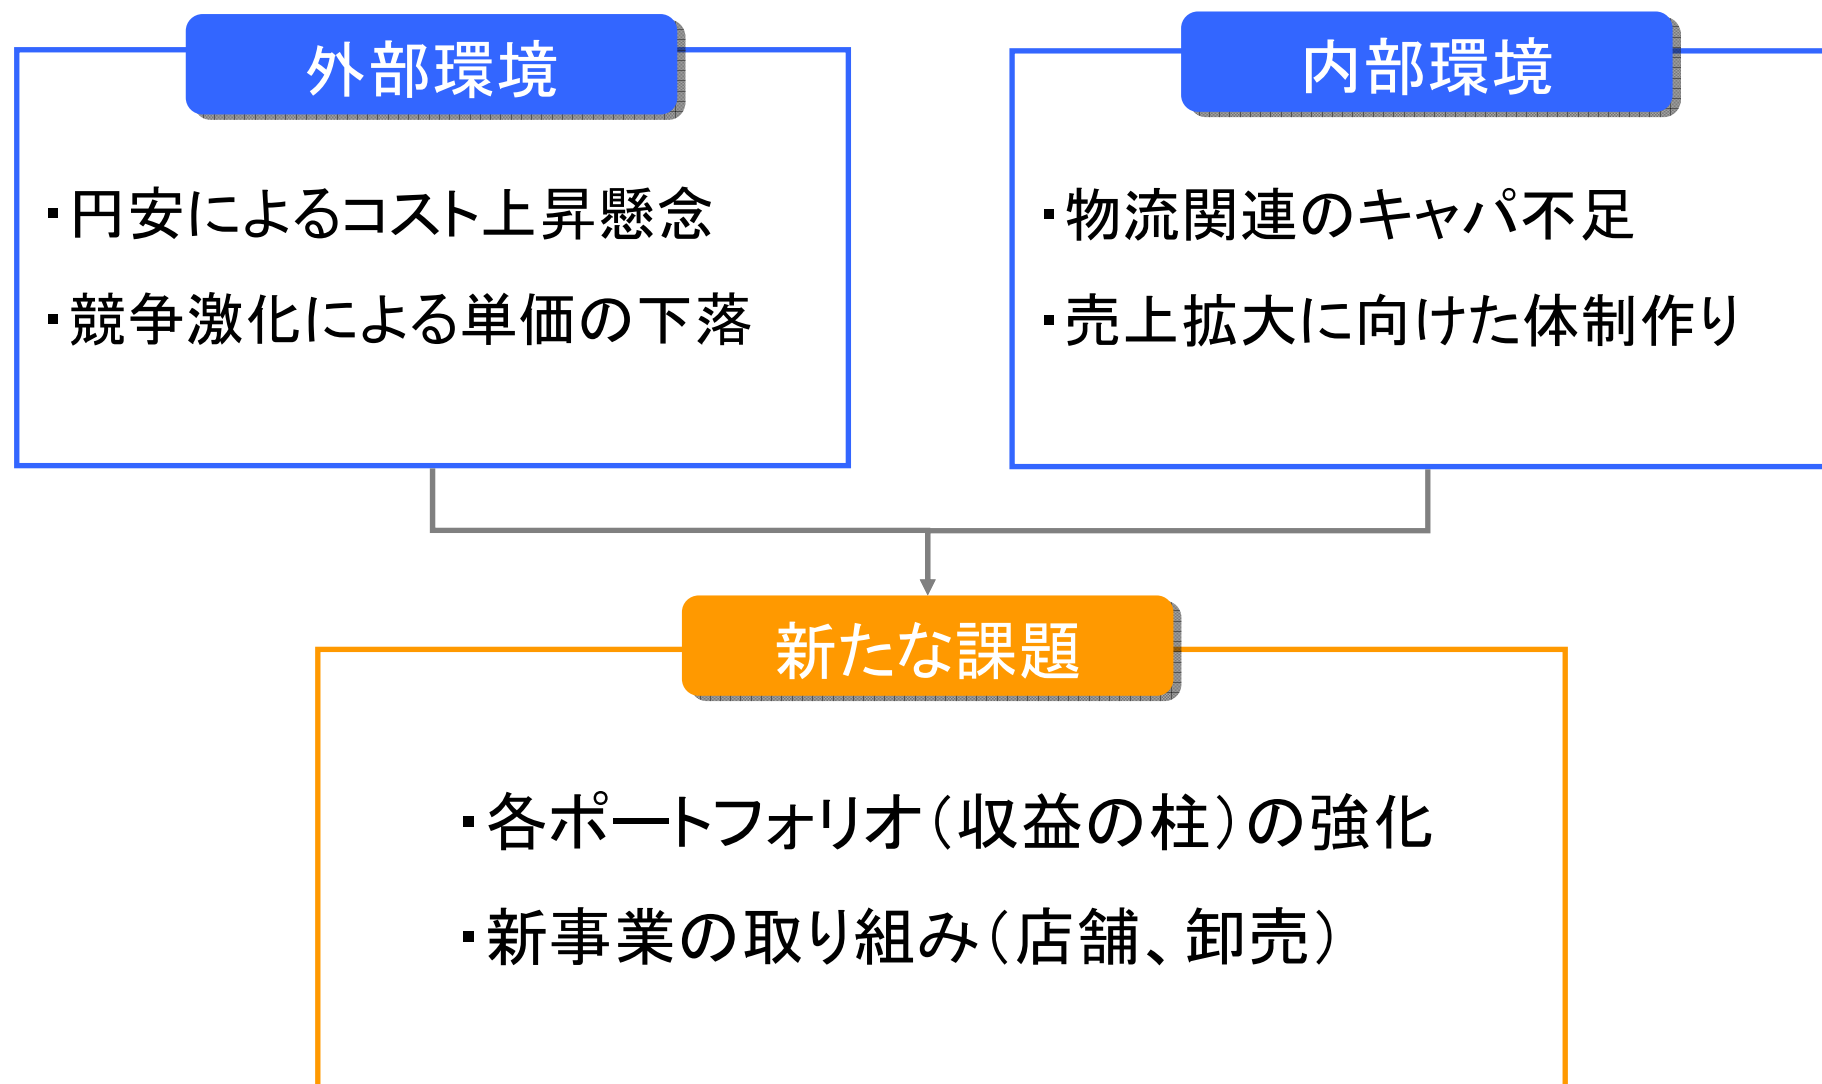 外部環境
・円安によるコスト上昇懸念
・競争激化による単価の下落
内部環境
・物流関連のキャパ不足
・売上拡大に向けた体制作り
新たな課題
・各ポートフォリオ（収益の柱）の強化
・新事業の取り組み（店舗、卸売）